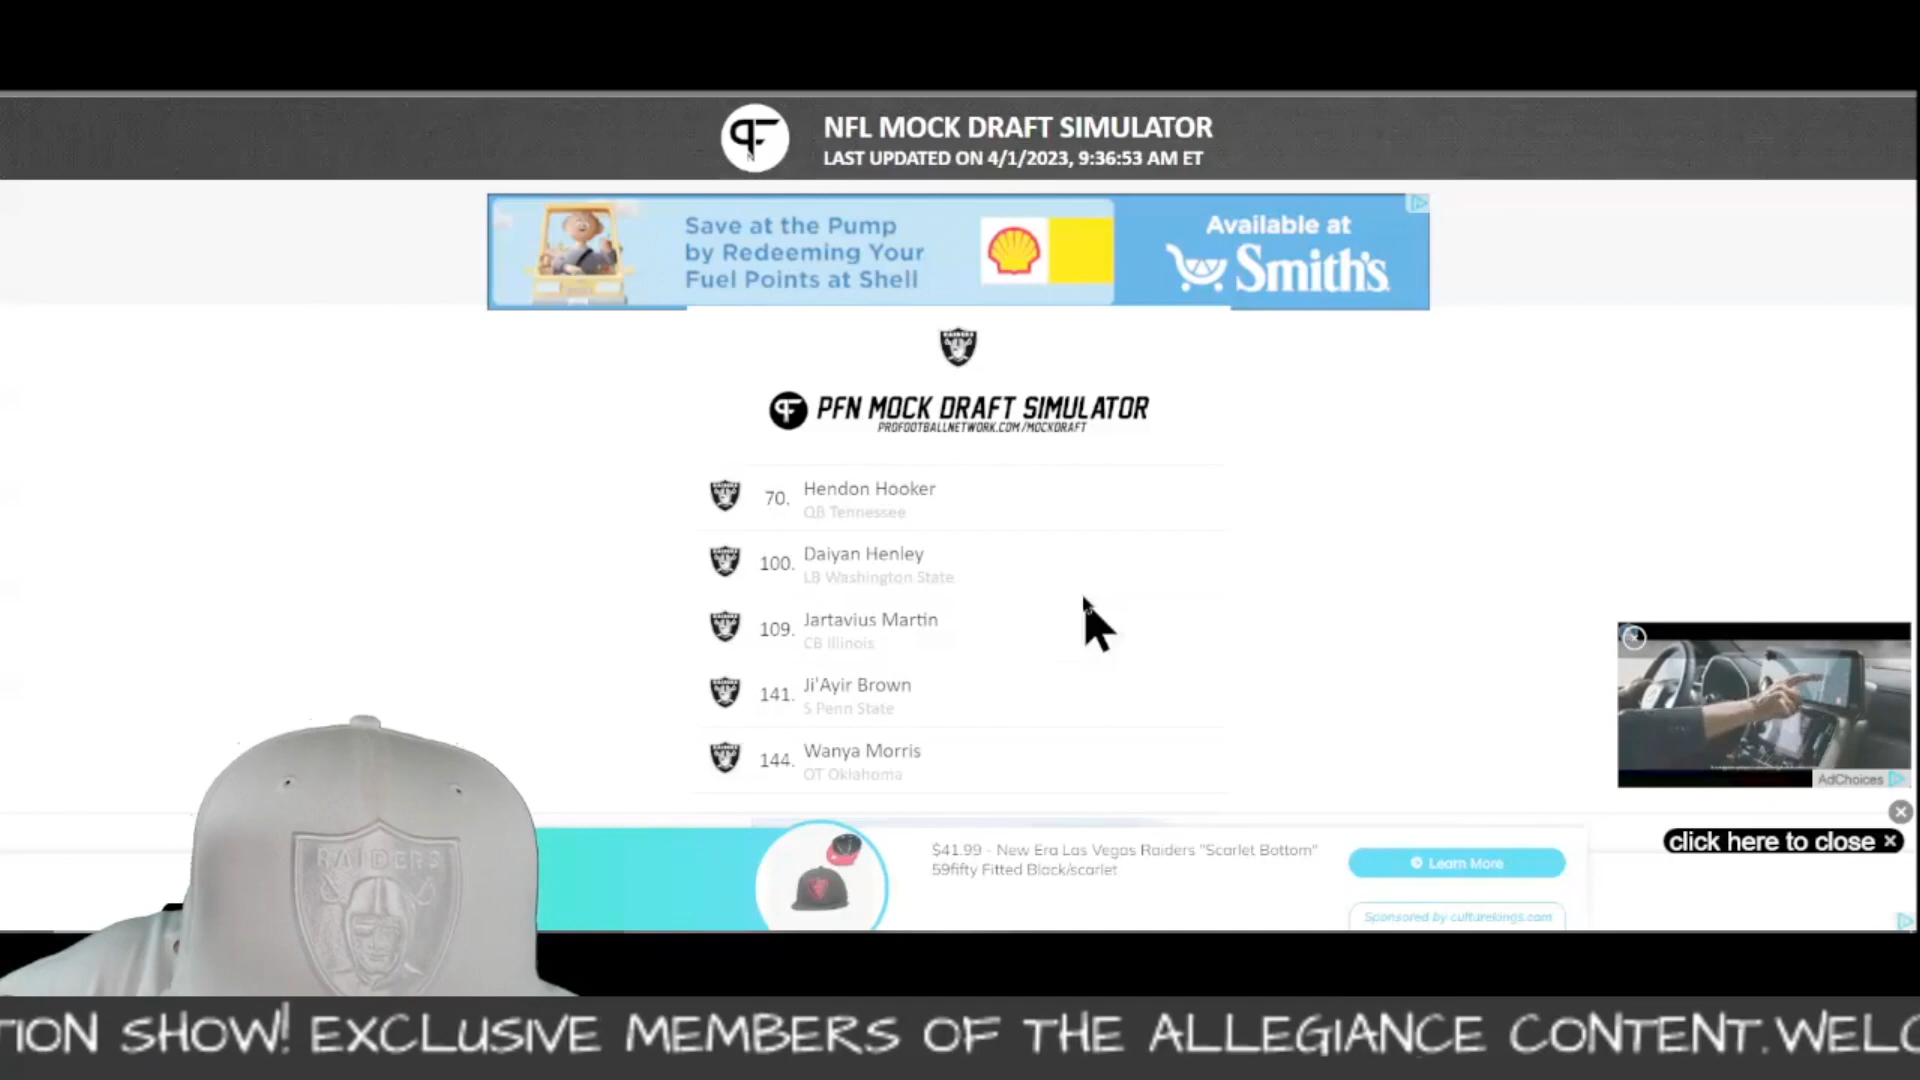 NFL MOCK DRAFT SIMULATOR
LAST UPDATED ON 4/1/2023, 9:36:53 AM ET
Save at the Pump
by Redeeming Your
Fuel Points at Shell
Available at
Smith's
RAIDERS
PFN MOCK DRAFT SIMULATOR
PROFOOTBALLNETWORK.COM/MOCKDRAFT
70. Hendon Hooker
QB Tennessee
100. Daiyan Henley
LB Washington State
109. Jartavius Martin
CB Illinois
141. Ji'Ayir Brown
S Penn State
144. Wanya Morris
OT Oklahoma
AdChoices
click here to close ×
$41.99 - New Era Las Vegas Raiders "Scarlet Bottom"
59fifty Fitted Black/scarlet
Learn More
Sponsored by culturekings.com
RAIDERS
TION SHOW! EXCLUSIVE MEMBERS OF THE ALLEGIANCE CONTENT.WELC